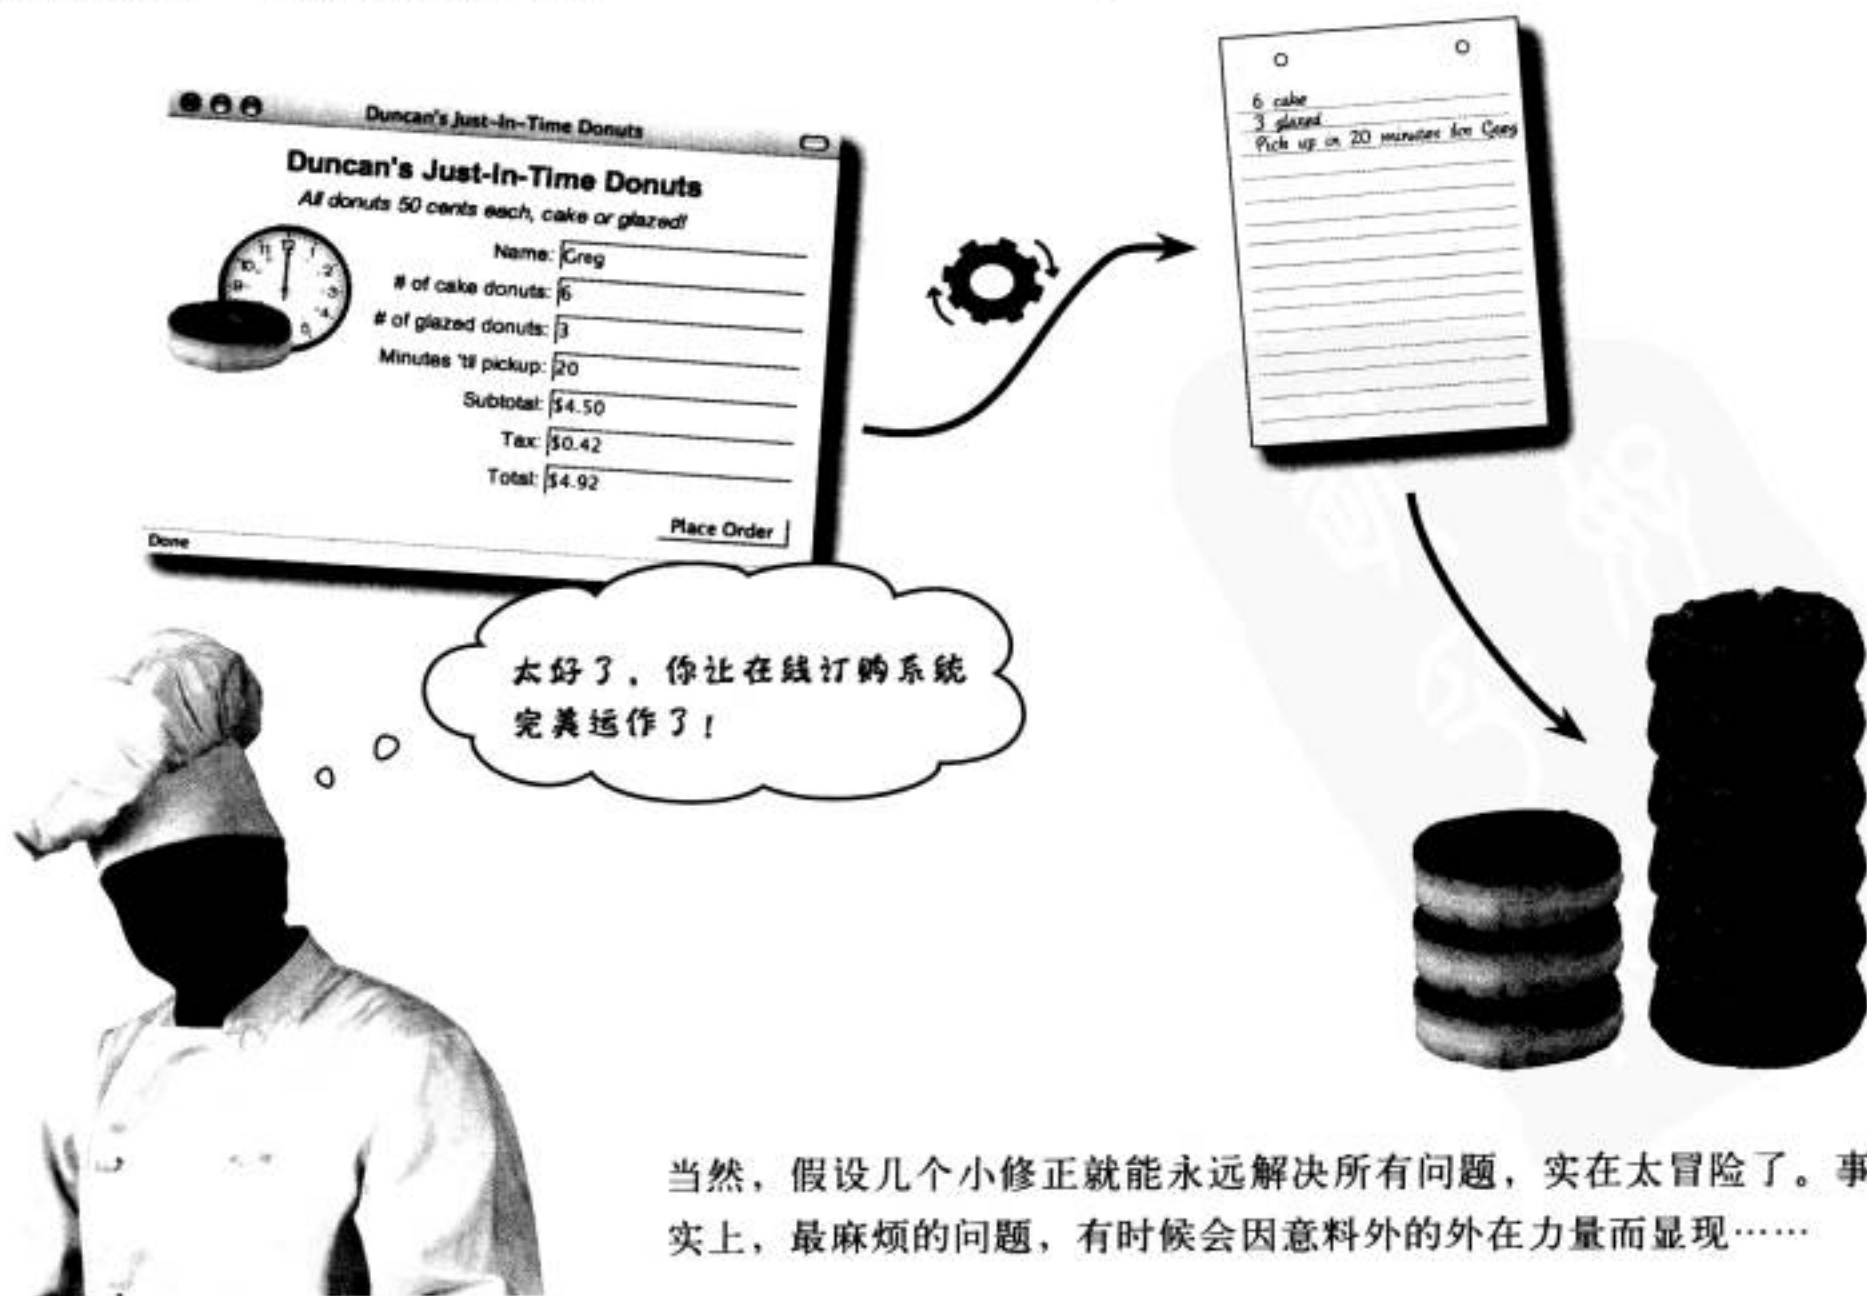 Duncan's Just-In-Time Donuts
Duncan's Just-In-Time Donuts
All donuts 50 cents each, cake or glazed!
Name: Greg
# of cake donuts: 6
# of glazed donuts: 3
Minutes 'til pickup: 20
Subtotal: $4.50
Tax: $0.42
Total: $4.92
Place Order
Done
6 cake
3 glazed
Pick up in 20 minutes for Greg
太好了，你让在线订购系统
完美运作了！
当然，假设几个小修正就能永远解决所有问题，实在太冒险了。事
实上，最麻烦的问题，有时候会因意料外的外在力量而显现……